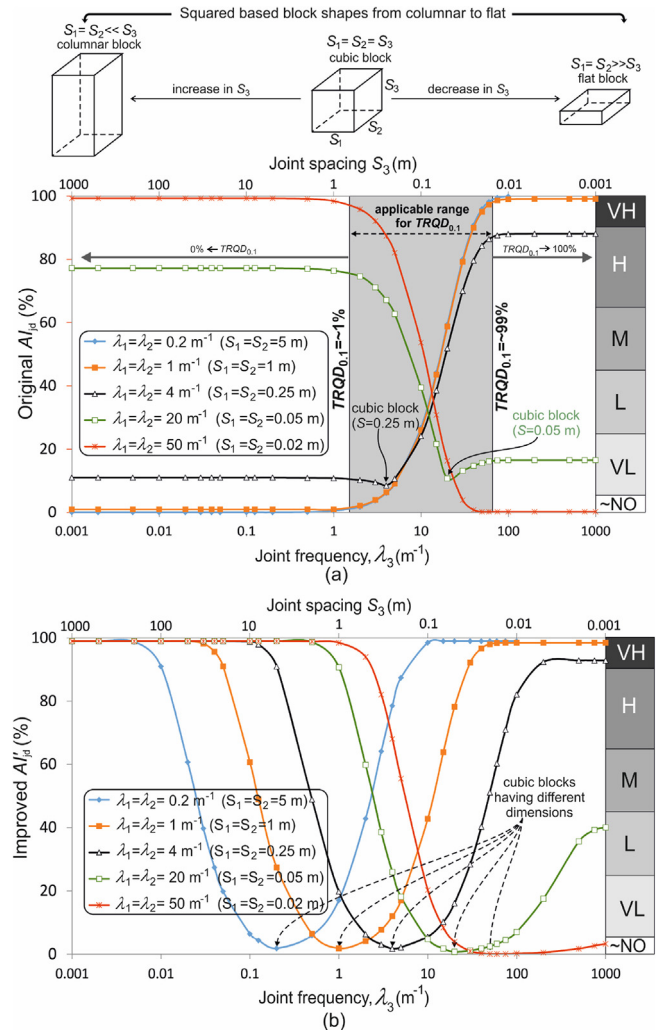 Squared based block shapes from columnar to flat
S₁= S₂<< S₃
columnar block
S₁= S₂= S₃
cubic block
S₁= S₂>>S₃
flat block
increase in S₃
decrease in S₃
S₃
S₂
S₁
Joint spacing S₃(m)
1000 100 10 1 0.1 0.01 0.001
Original AIⱼd (%)
100
80
60
40
20
0
applicable range
for TRQD₀.₁
0% ← TRQD₀.₁
TRQD₀.₁→ 100%
TRQD₀.₁=~1%
TRQD₀.₁=~99%
λ₁=λ₂= 0.2 m⁻¹ (S₁=S₂=5 m)
λ₁=λ₂= 1 m⁻¹ (S₁=S₂=1 m)
λ₁=λ₂= 4 m⁻¹ (S₁=S₂=0.25 m)
λ₁=λ₂= 20 m⁻¹ (S₁=S₂=0.05 m)
λ₁=λ₂= 50 m⁻¹ (S₁=S₂=0.02 m)
cubic block
(S=0.25 m)
cubic block
(S=0.05 m)
VH
H
M
L
VL
~NO
0.001 0.01 0.1 1 10 100 1000
Joint frequency, λ₃(m⁻¹)
(a)
Joint spacing S₃(m)
1000 100 10 1 0.1 0.01 0.001
Improved AI′ⱼd (%)
100
80
60
40
20
0
λ₁=λ₂= 0.2 m⁻¹ (S₁=S₂=5 m)
λ₁=λ₂= 1 m⁻¹ (S₁=S₂=1 m)
λ₁=λ₂= 4 m⁻¹ (S₁=S₂=0.25 m)
λ₁=λ₂= 20 m⁻¹ (S₁=S₂=0.05 m)
λ₁=λ₂= 50 m⁻¹ (S₁=S₂=0.02 m)
cubic blocks
having different
dimensions
VH
H
M
L
VL
~NO
0.001 0.01 0.1 1 10 100 1000
Joint frequency, λ₃(m⁻¹)
(b)